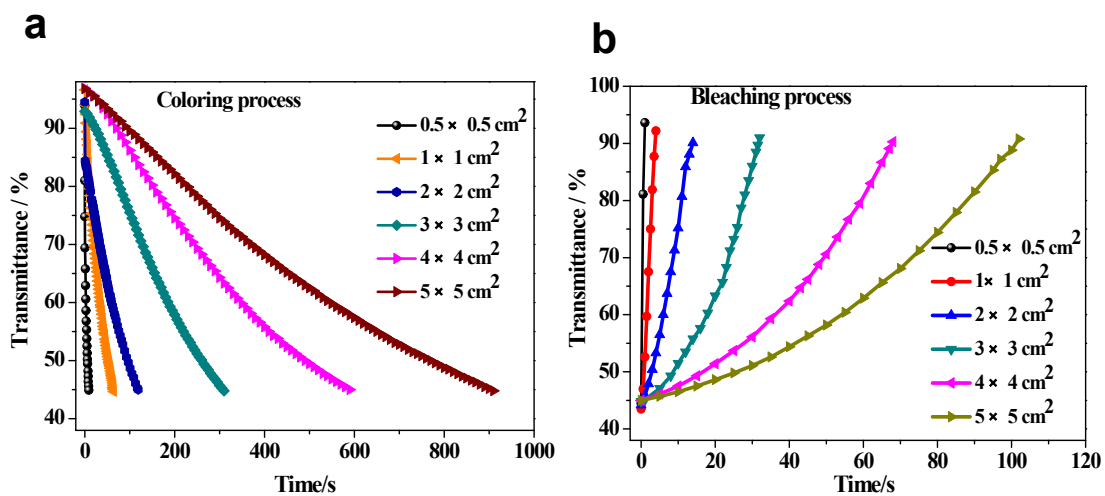 a
Coloring process
0.5 × 0.5 cm²
1 × 1 cm²
2 × 2 cm²
3 × 3 cm²
4 × 4 cm²
5 × 5 cm²
Transmittance / %
90
80
70
60
50
40
0 200 400 600 800 1000
Time/s
b
Bleaching process
0.5 × 0.5 cm²
1× 1 cm²
2 × 2 cm²
3 × 3 cm²
4 × 4 cm²
5 × 5 cm²
Transmittance / %
100
90
80
70
60
50
40
0 20 40 60 80 100 120
Time/s